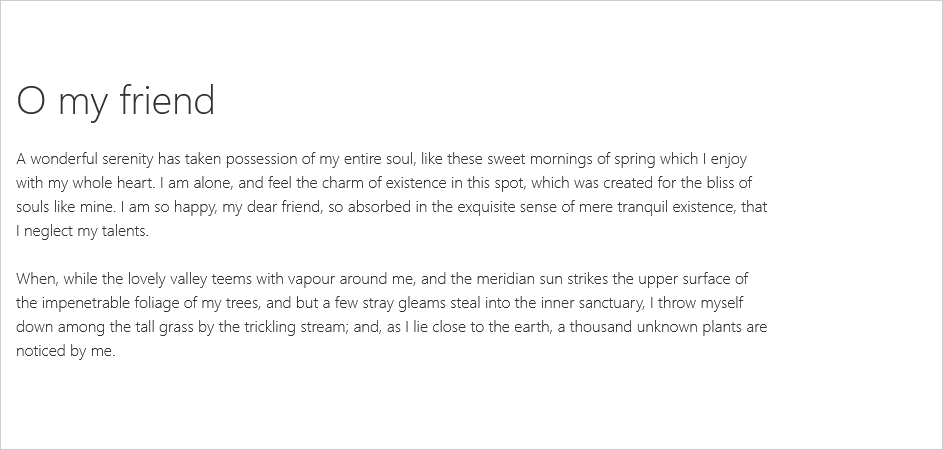 O my friend
A wonderful serenity has taken possession of my entire soul, like these sweet mornings of spring which I enjoy
with my whole heart. I am alone, and feel the charm of existence in this spot, which was created for the bliss of
souls like mine. I am so happy, my dear friend, so absorbed in the exquisite sense of mere tranquil existence, that
I neglect my talents.
When, while the lovely valley teems with vapour around me, and the meridian sun strikes the upper surface of
the impenetrable foliage of my trees, and but a few stray gleams steal into the inner sanctuary, I throw myself
down among the tall grass by the trickling stream; and, as I lie close to the earth, a thousand unknown plants are
noticed by me.